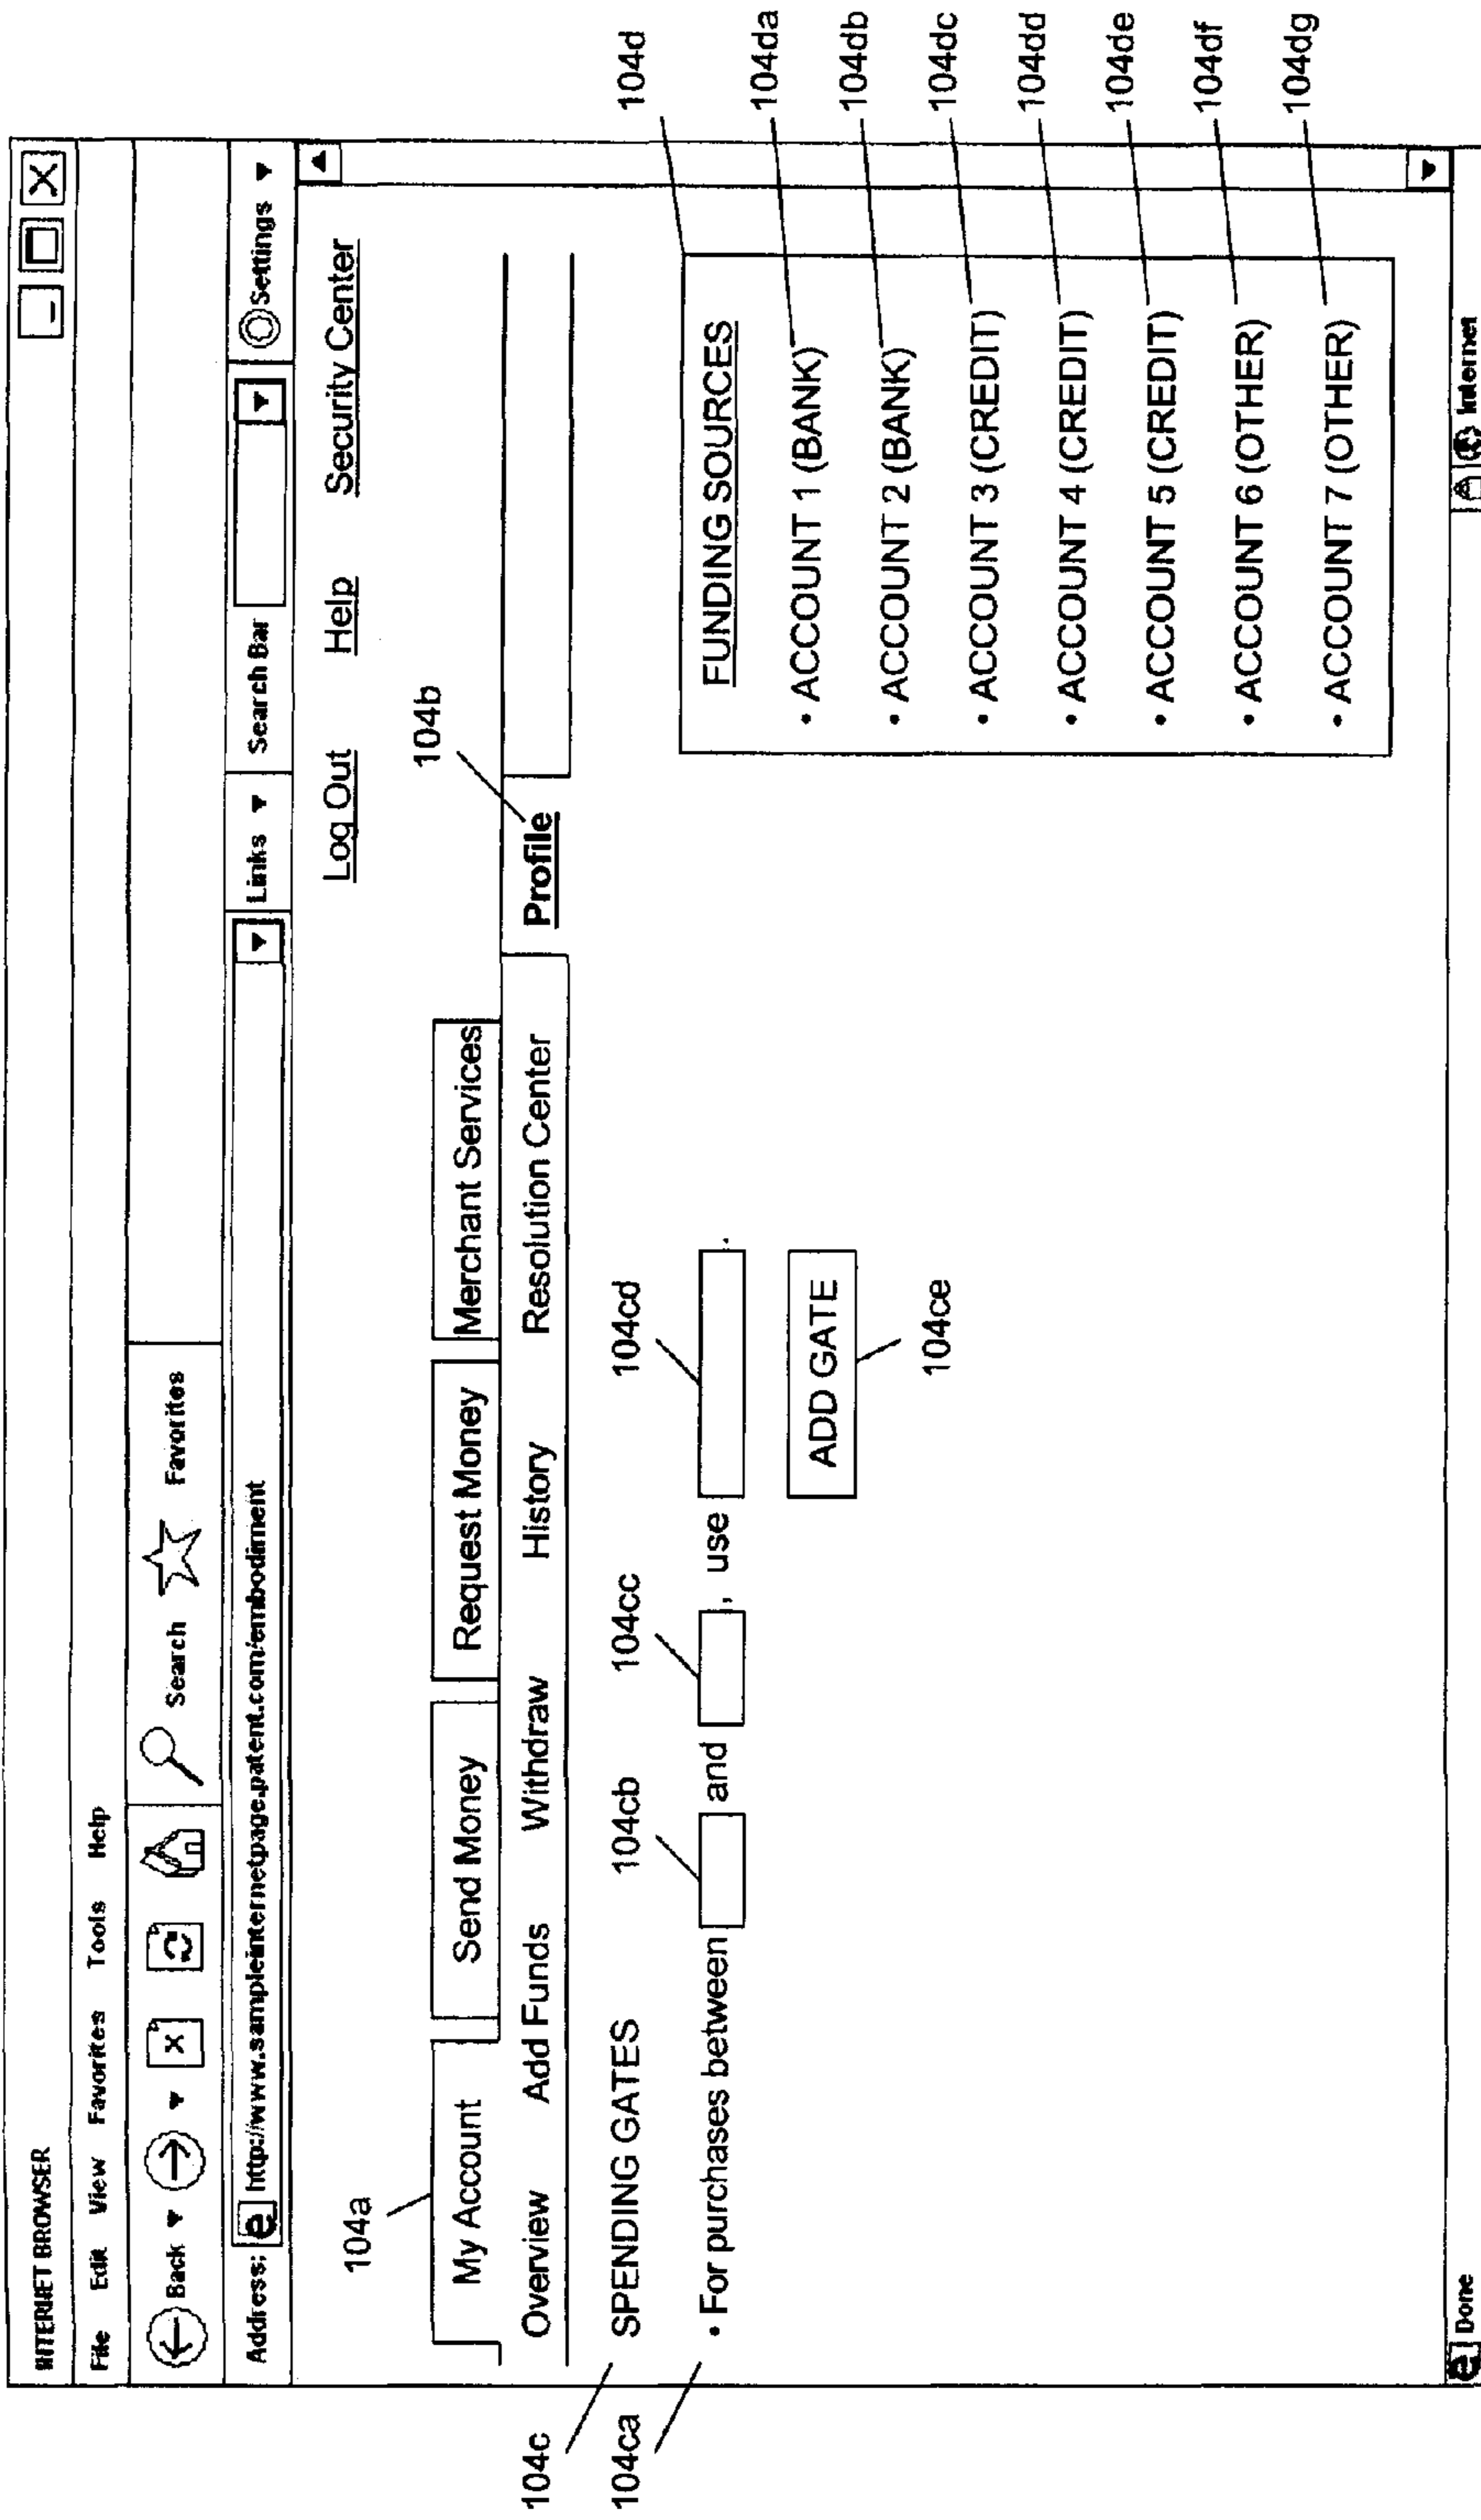 INTERNET BROWSER
File Edit View Favorites Tools Help
Back Search Favorites
Address: http://www.sampleinternetpage.patent.com/embodiment Links Search Bar Settings
Log Out Help Security Center
104a
104b
My Account Send Money Request Money Merchant Services
Overview Add Funds Withdraw History Resolution Center Profile
104c
SPENDING GATES
104cb 104cc 104cd
104d
104ca
• For purchases between and , use .
ADD GATE
104ce
FUNDING SOURCES
• ACCOUNT 1 (BANK) 104da
• ACCOUNT 2 (BANK) 104db
• ACCOUNT 3 (CREDIT) 104dc
• ACCOUNT 4 (CREDIT) 104dd
• ACCOUNT 5 (CREDIT) 104de
• ACCOUNT 6 (OTHER) 104df
• ACCOUNT 7 (OTHER) 104dg
Done Internet